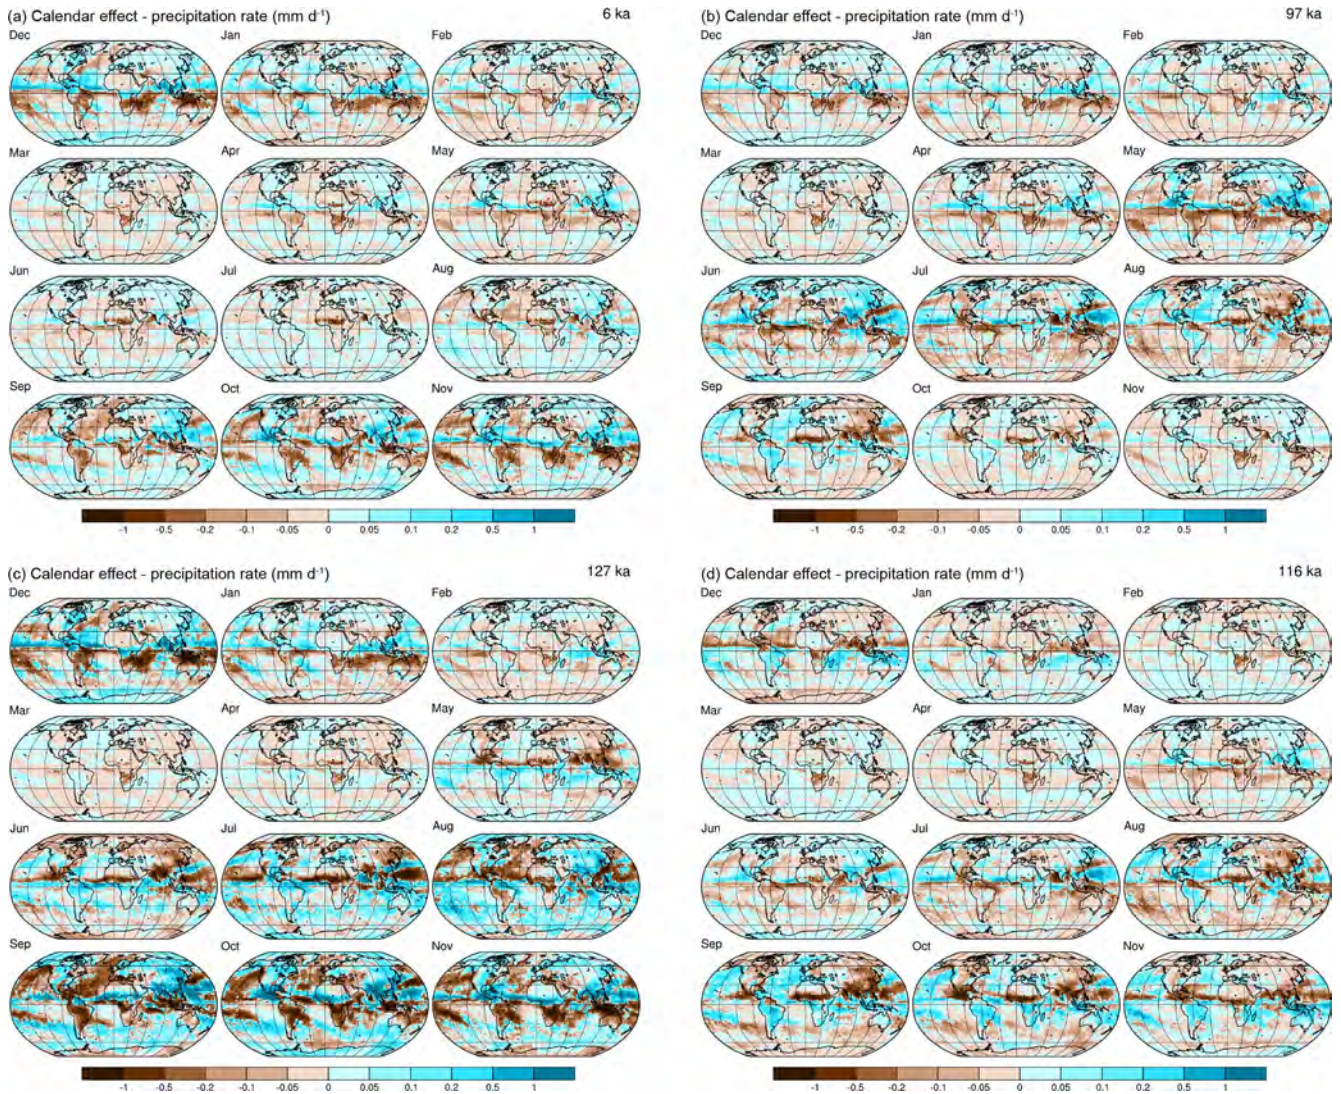 (a) Calendar effect - precipitation rate (mm d⁻¹) 6 ka
Dec Jan Feb
Mar Apr May
Jun Jul Aug
Sep Oct Nov
-1 -0.5 -0.2 -0.1 -0.05 0 0.05 0.1 0.2 0.5 1
(b) Calendar effect - precipitation rate (mm d⁻¹) 97 ka
Dec Jan Feb
Mar Apr May
Jun Jul Aug
Sep Oct Nov
-1 -0.5 -0.2 -0.1 -0.05 0 0.05 0.1 0.2 0.5 1
(c) Calendar effect - precipitation rate (mm d⁻¹) 127 ka
Dec Jan Feb
Mar Apr May
Jun Jul Aug
Sep Oct Nov
-1 -0.5 -0.2 -0.1 -0.05 0 0.05 0.1 0.2 0.5 1
(d) Calendar effect - precipitation rate (mm d⁻¹) 116 ka
Dec Jan Feb
Mar Apr May
Jun Jul Aug
Sep Oct Nov
-1 -0.5 -0.2 -0.1 -0.05 0 0.05 0.1 0.2 0.5 1